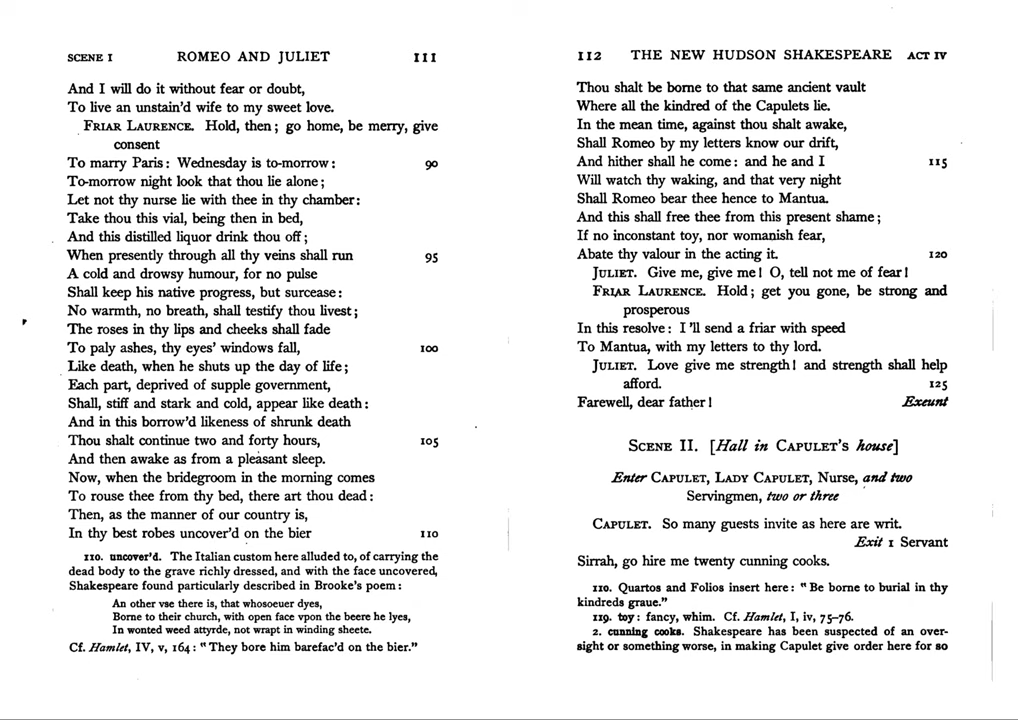 SCENE I ROMEO AND JULIET 111
And I will do it without fear or doubt,
To live an unstain'd wife to my sweet love.
FRIAR LAURENCE. Hold, then; go home, be merry, give
consent
To marry Paris: Wednesday is to-morrow: 90
To-morrow night look that thou lie alone;
Let not thy nurse lie with thee in thy chamber:
Take thou this vial, being then in bed,
And this distilled liquor drink thou off;
When presently through all thy veins shall run 95
A cold and drowsy humour, for no pulse
Shall keep his native progress, but surcease:
No warmth, no breath, shall testify thou livest;
The roses in thy lips and cheeks shall fade
To paly ashes, thy eyes' windows fall, 100
Like death, when he shuts up the day of life;
Each part, deprived of supple government,
Shall, stiff and stark and cold, appear like death:
And in this borrow'd likeness of shrunk death
Thou shalt continue two and forty hours, 105
And then awake as from a pleasant sleep.
Now, when the bridegroom in the morning comes
To rouse thee from thy bed, there art thou dead:
Then, as the manner of our country is,
In thy best robes uncover'd on the bier 110
110. uncover'd. The Italian custom here alluded to, of carrying the
dead body to the grave richly dressed, and with the face uncovered,
Shakespeare found particularly described in Brooke's poem:
An other vse there is, that whosoeuer dyes,
Borne to their church, with open face vpon the beere he lyes,
In wonted weed attyrde, not wrapt in winding sheete.
Cf. Hamlet, IV, v, 164: "They bore him barefac'd on the bier."
112 THE NEW HUDSON SHAKESPEARE ACT IV
Thou shalt be borne to that same ancient vault
Where all the kindred of the Capulets lie.
In the mean time, against thou shalt awake,
Shall Romeo by my letters know our drift,
And hither shall he come: and he and I 115
Will watch thy waking, and that very night
Shall Romeo bear thee hence to Mantua.
And this shall free thee from this present shame;
If no inconstant toy, nor womanish fear,
Abate thy valour in the acting it. 120
JULIET. Give me, give me! O, tell not me of fear!
FRIAR LAURENCE. Hold; get you gone, be strong and
prosperous
In this resolve: I'll send a friar with speed
To Mantua, with my letters to thy lord.
JULIET. Love give me strength! and strength shall help
afford. 125
Farewell, dear father! Exeunt
SCENE II. [Hall in CAPULET'S house]
Enter CAPULET, LADY CAPULET, Nurse, and two
Servingmen, two or three
CAPULET. So many guests invite as here are writ.
Exit 1 Servant
Sirrah, go hire me twenty cunning cooks.
110. Quartos and Folios insert here: "Be borne to burial in thy
kindreds graue."
119. toy: fancy, whim. Cf. Hamlet, I, iv, 75–76.
2. cunning cooks. Shakespeare has been suspected of an over-
sight or something worse, in making Capulet give order here for so